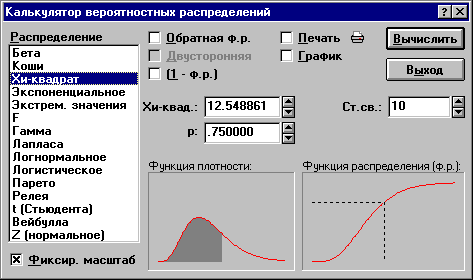 Калькулятор вероятностных распределений
Распределение
Бета
Коши
Хи-квадрат
Экспоненциальное
Экстрем. значения
F
Гамма
Лапласа
Логнормальное
Логистическое
Парето
Релея
t (Стьюдента)
Вейбулла
Z (нормальное)
Фиксир. масштаб
Обратная ф.р.
Двусторонняя
(1 - ф.р.)
Печать
График
Вычислить
Выход
Хи-квад.: 12.548861
Ст.св.: 10
p: .750000
Функция плотности:
Функция распределения (ф.р.):